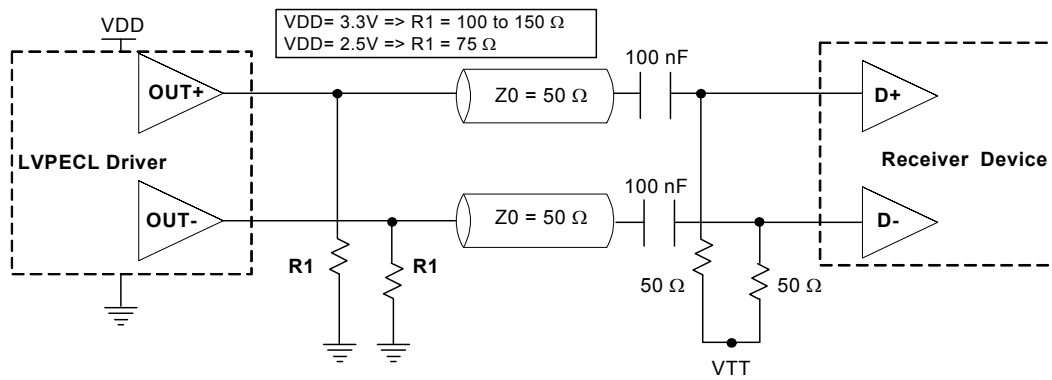 VDD
VDD= 3.3V => R1 = 100 to 150 Ω
VDD= 2.5V => R1 = 75 Ω
100 nF
OUT+
Z0 = 50 Ω
D+
LVPECL Driver
Receiver Device
100 nF
OUT-
Z0 = 50 Ω
D-
R1
R1
50 Ω
50 Ω
VTT